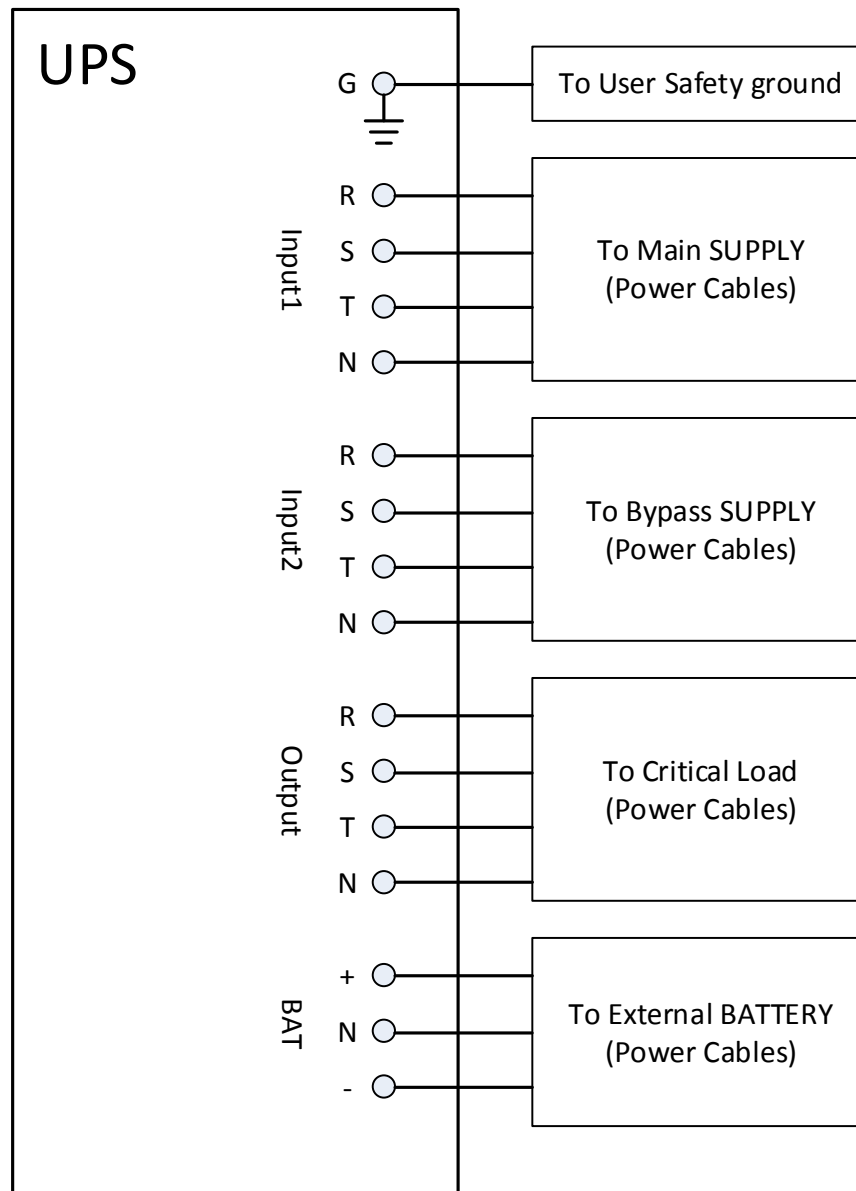 UPS
G
To User Safety ground
Input1
R
S
T
N
To Main SUPPLY
(Power Cables)
Input2
R
S
T
N
To Bypass SUPPLY
(Power Cables)
Output
R
S
T
N
To Critical Load
(Power Cables)
BAT
+
N
-
To External BATTERY
(Power Cables)